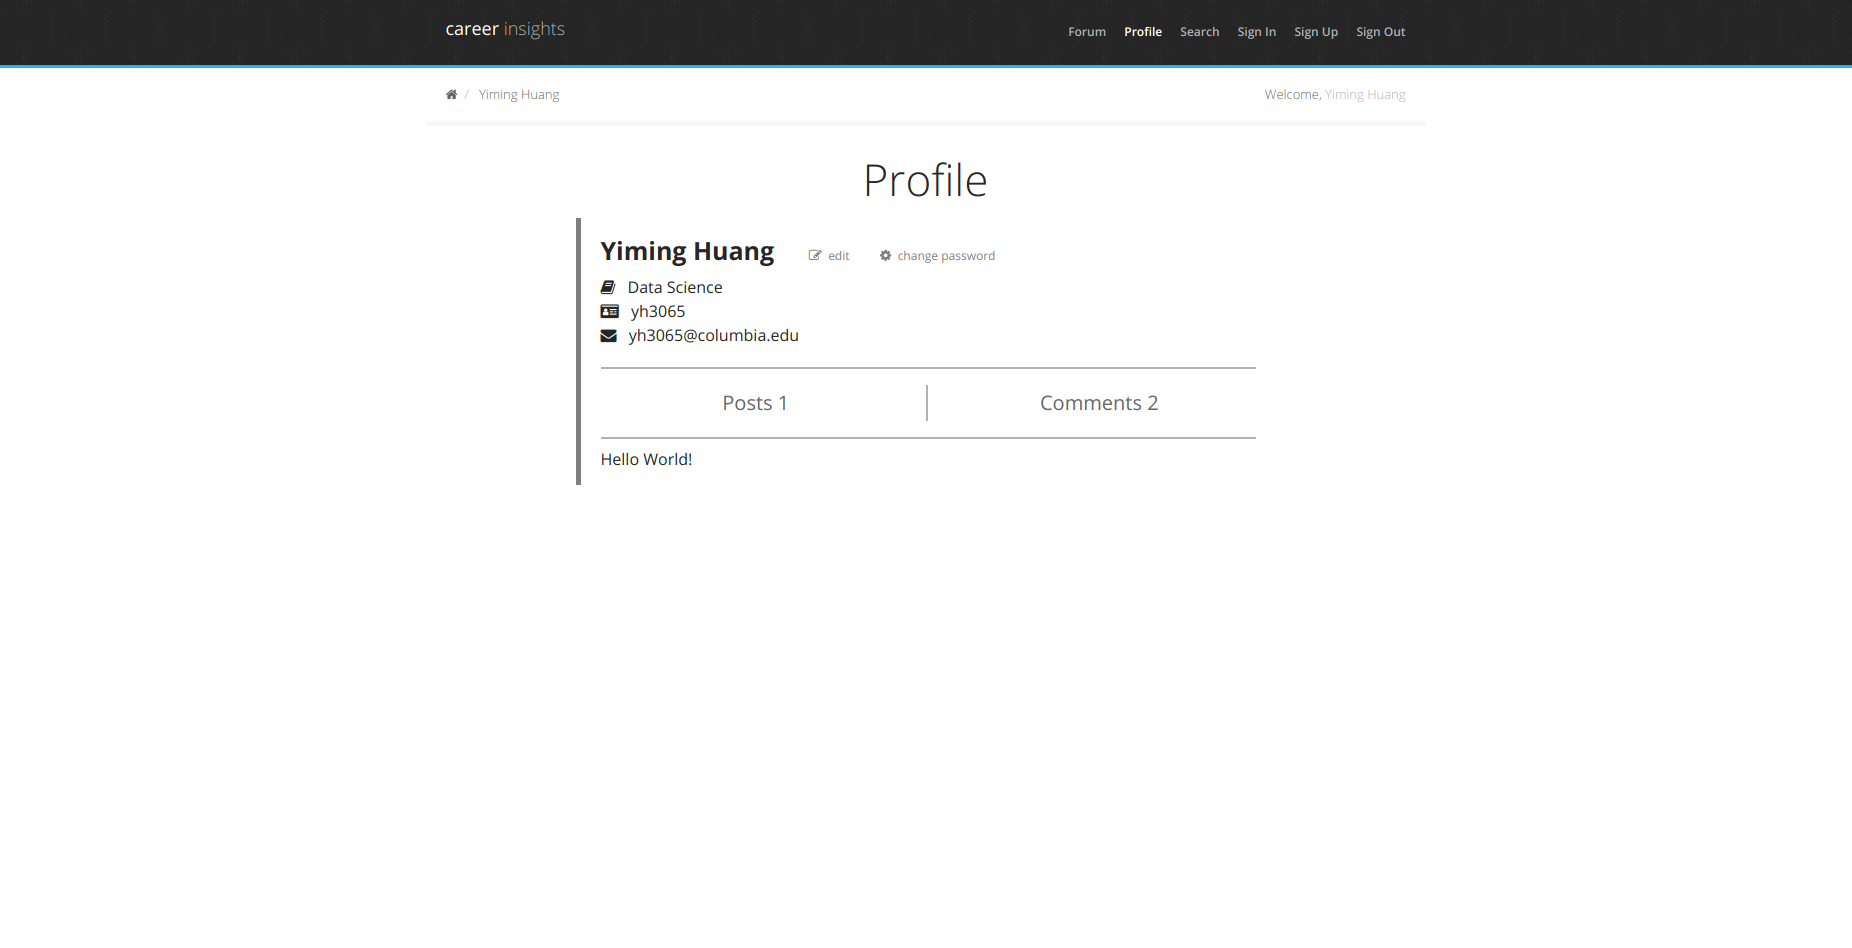 career insights
Forum Profile Search Sign In Sign Up Sign Out
/ Yiming Huang
Welcome, Yiming Huang
Profile
Yiming Huang edit change password
Data Science
yh3065
yh3065@columbia.edu
Posts 1
Comments 2
Hello World!